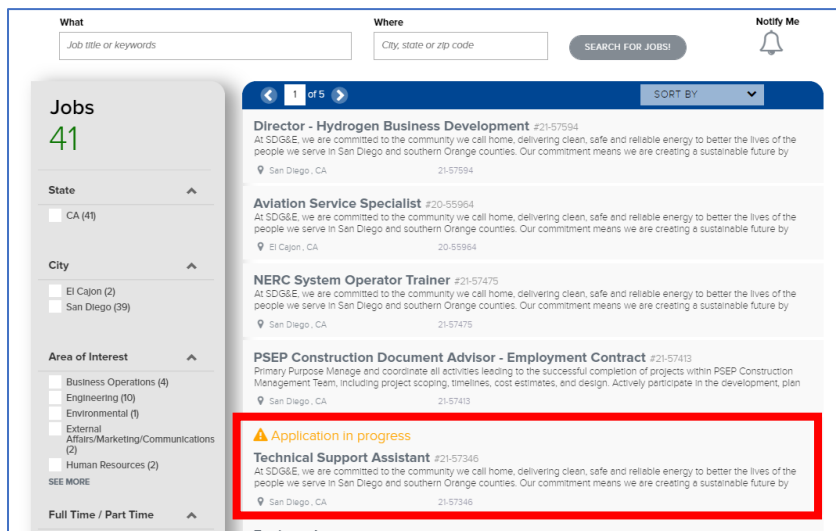 What
Where
Notify Me
Job title or keywords
City, state or zip code
SEARCH FOR JOBS!
Jobs
41
State
CA (41)
City
El Cajon (2)
San Diego (39)
Area of Interest
Business Operations (4)
Engineering (10)
Environmental (1)
External
Affairs/Marketing/Communications
(2)
Human Resources (2)
SEE MORE
Full Time / Part Time
1 of 5
SORT BY
Director - Hydrogen Business Development #21-57594
At SDG&E, we are committed to the community we call home, delivering clean, safe and reliable energy to better the lives of the
people we serve in San Diego and southern Orange counties. Our commitment means we are creating a sustainable future by
San Diego, CA 21-57594
Aviation Service Specialist #20-55964
At SDG&E, we are committed to the community we call home, delivering clean, safe and reliable energy to better the lives of the
people we serve in San Diego and southern Orange counties. Our commitment means we are creating a sustainable future by
El Cajon, CA 20-55964
NERC System Operator Trainer #21-57475
At SDG&E, we are committed to the community we call home, delivering clean, safe and reliable energy to better the lives of the
people we serve in San Diego and southern Orange counties. Our commitment means we are creating a sustainable future by
San Diego, CA 21-57475
PSEP Construction Document Advisor - Employment Contract #21-57413
Primary Purpose Manage and coordinate all activities leading to the successful completion of projects within PSEP Construction
Management Team, including project scoping, timelines, cost estimates, and design. Actively participate in the development, plan
San Diego, CA 21-57413
Application in progress
Technical Support Assistant #21-57346
At SDG&E, we are committed to the community we call home, delivering clean, safe and reliable energy to better the lives of the
people we serve in San Diego and southern Orange counties. Our commitment means we are creating a sustainable future by
San Diego, CA 21-57346